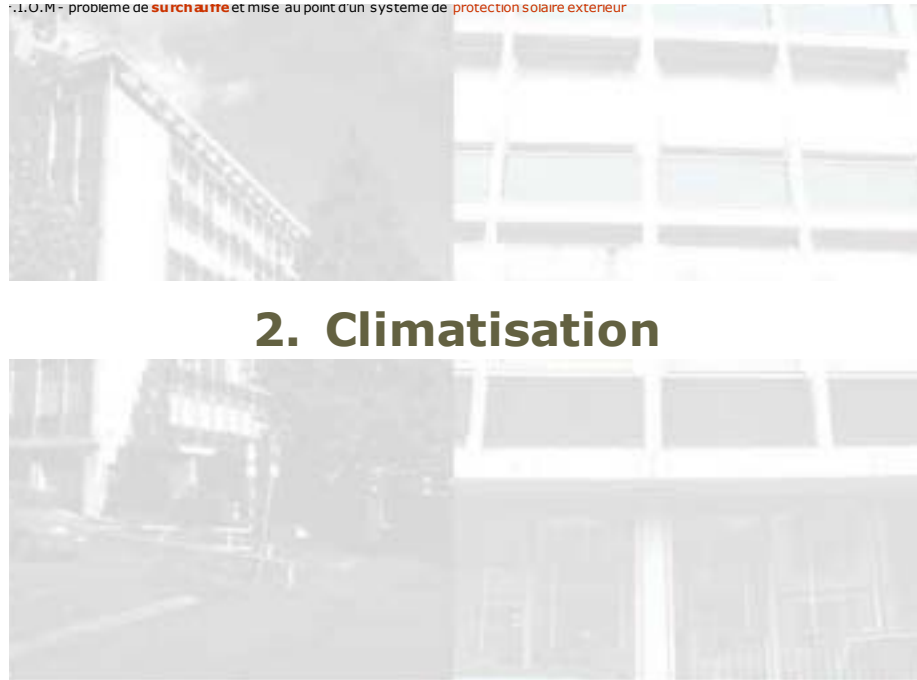 .I.O.M - problème de surchauffe et mise au point d'un système de protection solaire extérieur
2. Climatisation